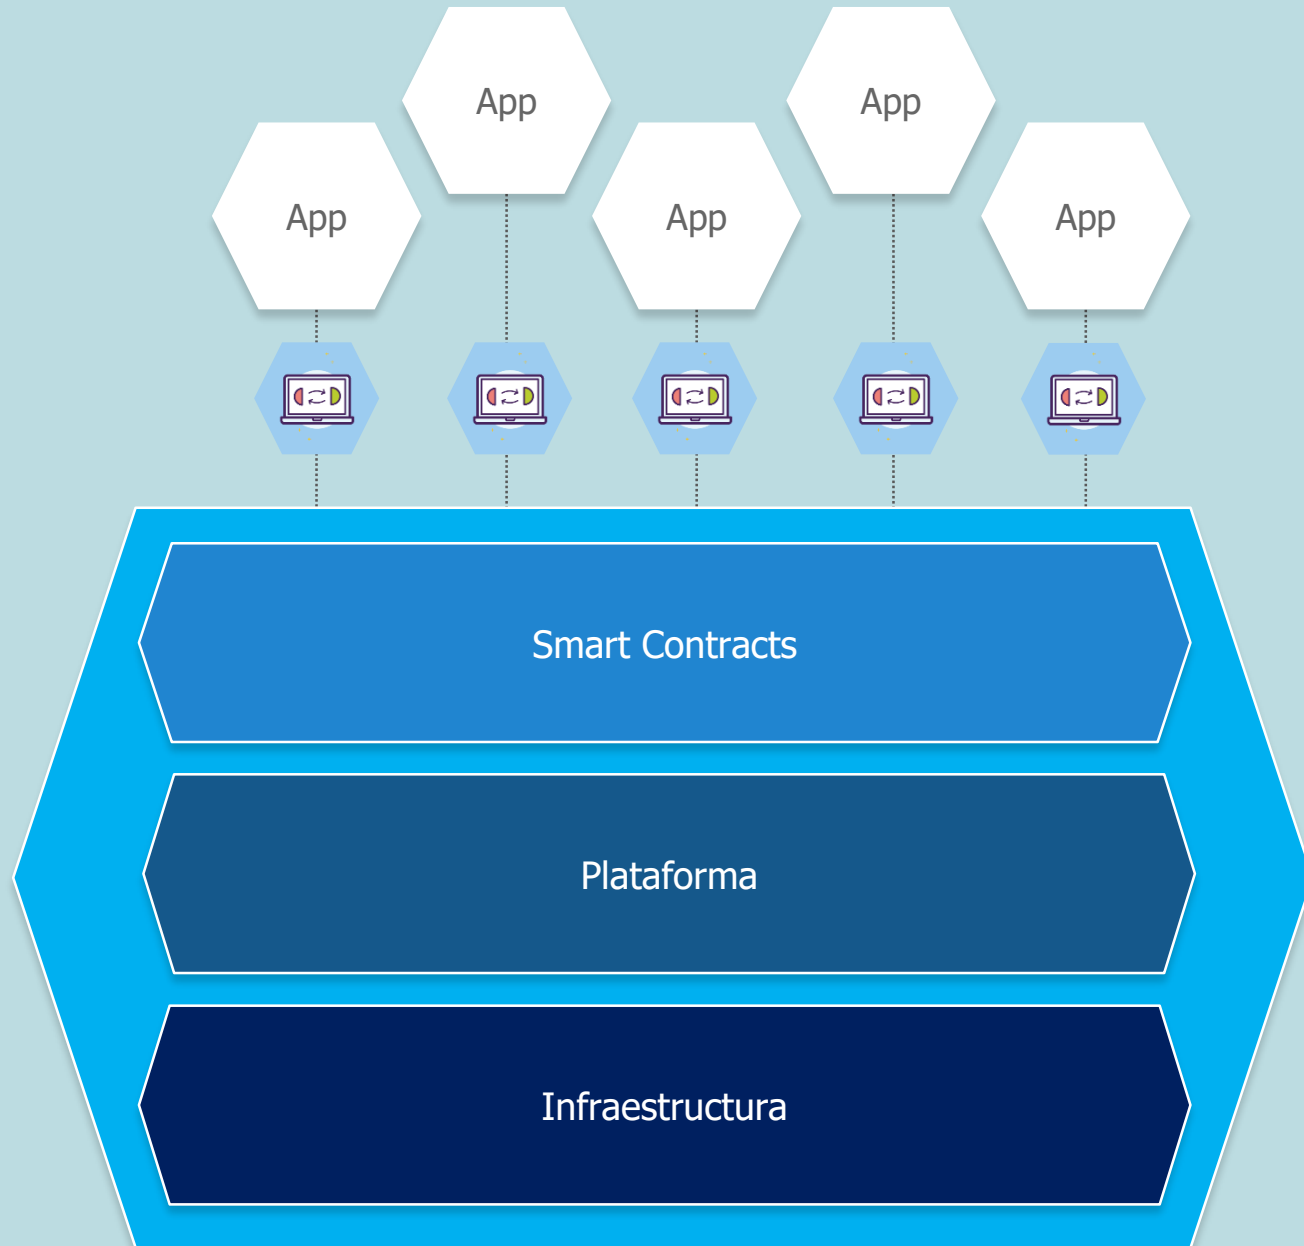 App
App
App
App
App
Smart Contracts
Plataforma
Infraestructura